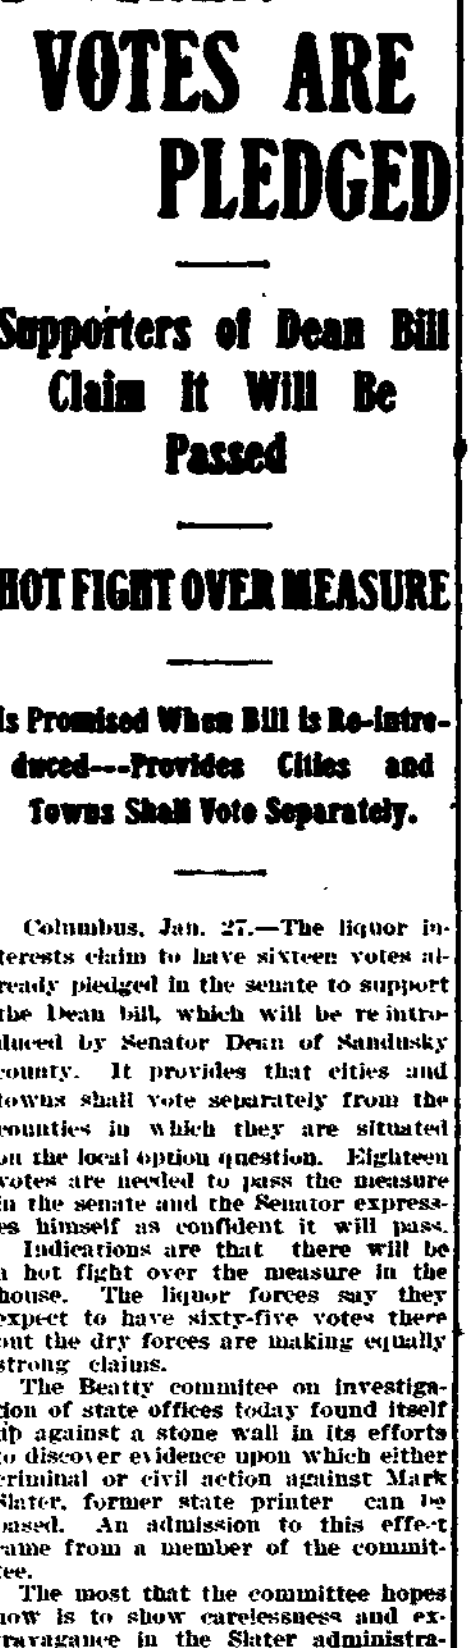 VOTES ARE
PLEDGED
Supporters of Dean Bill
Claim It Will Be
Passed
HOT FIGHT OVER MEASURE
Is Promised When Bill is Re-intro-
duced---Provides Cities and
Towns Shall Vote Separately.
Columbus, Jan. 27.—The liquor in-
terests claim to have sixteen votes al-
ready pledged in the senate to support
the Dean bill, which will be reintro-
duced by Senator Dean of Sandusky
county. It provides that cities and
towns shall vote separately from the
counties in which they are situated
on the local option question. Eighteen
votes are needed to pass the measure
in the senate and the Senator express-
es himself as confident it will pass.
Indications are that there will be
a hot fight over the measure in the
house. The liquor forces say they
expect to have sixty-five votes there
but the dry forces are making equally
strong claims.
The Beatty commitee on investiga-
tion of state offices today found itself
up against a stone wall in its efforts
to discover evidence upon which either
criminal or civil action against Mark
Slater, former state printer can be
based. An admission to this effect
came from a member of the commit-
tee.
The most that the committee hopes
now is to show carelessness and ex-
travagance in the Slater administra-